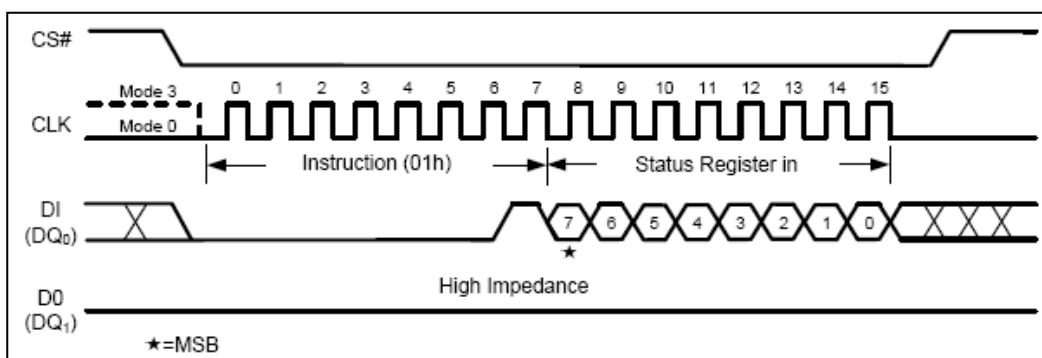 CS#
Mode 3
0 1 2 3 4 5 6 7 8 9 10 11 12 13 14 15
CLK
Mode 0
Instruction (01h)
Status Register in
DI
(DQ0)
7 6 5 4 3 2 1 0
★
High Impedance
D0
(DQ1)
★=MSB